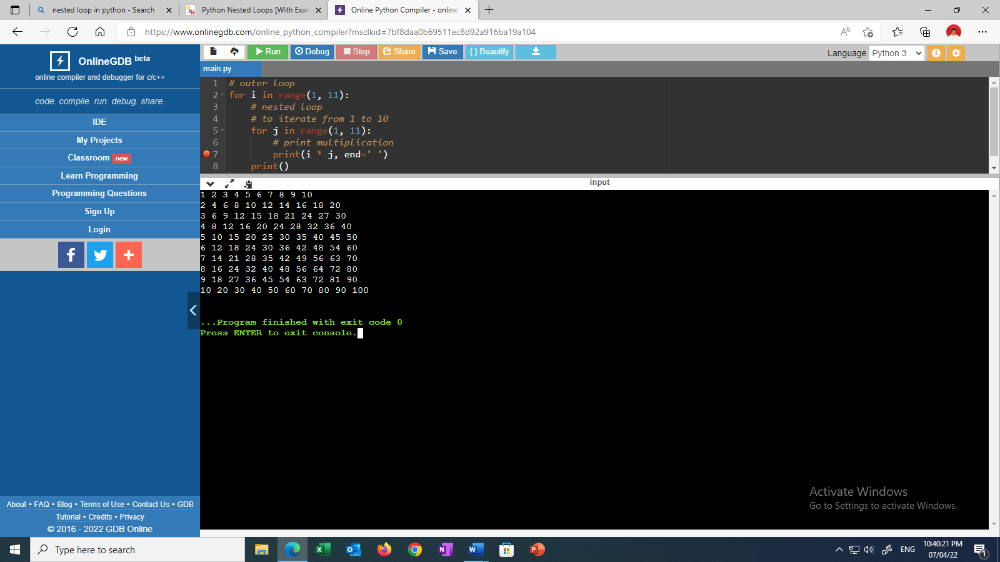 nested loop in python - Search
Python Nested Loops [With Exan
Online Python Compiler - online
https://www.onlinegdb.com/online_python_compiler?msclkid=7bf8daa0b69511ec8d92a916ba19a104
OnlineGDB beta
online compiler and debugger for c/c++
code. compile. run. debug. share.
IDE
My Projects
Classroom new
Learn Programming
Programming Questions
Sign Up
Login
About • FAQ • Blog • Terms of Use • Contact Us • GDB
Tutorial • Credits • Privacy
© 2016 - 2022 GDB Online
Run Debug Stop Share Save { } Beautify
Language Python 3
main.py
1 # outer loop
2 for i in range(1, 11):
3 # nested loop
4 # to iterate from 1 to 10
5 for j in range(1, 11):
6 # print multiplication
7 print(i * j, end=' ')
8 print()
input
1 2 3 4 5 6 7 8 9 10
2 4 6 8 10 12 14 16 18 20
3 6 9 12 15 18 21 24 27 30
4 8 12 16 20 24 28 32 36 40
5 10 15 20 25 30 35 40 45 50
6 12 18 24 30 36 42 48 54 60
7 14 21 28 35 42 49 56 63 70
8 16 24 32 40 48 56 64 72 80
9 18 27 36 45 54 63 72 81 90
10 20 30 40 50 60 70 80 90 100
...Program finished with exit code 0
Press ENTER to exit console.
Activate Windows
Go to Settings to activate Windows.
Type here to search
ENG
10:40:21 PM
07/04/22
1